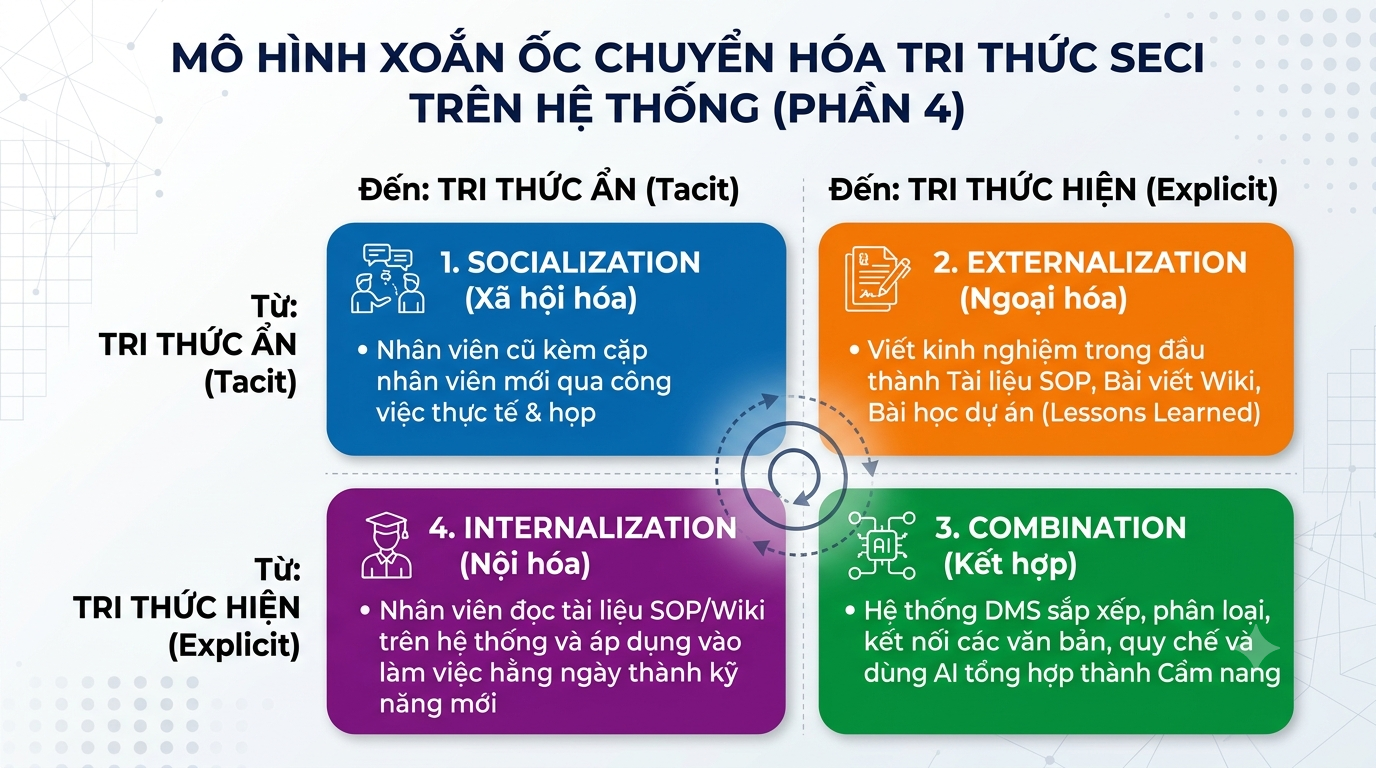 MÔ HÌNH XOẮN ỐC CHUYỂN HÓA TRI THỨC SECI
TRÊN HỆ THỐNG (PHẦN 4)
Đến: TRI THỨC ẨN (Tacit)
Đến: TRI THỨC HIỆN (Explicit)
Từ:
TRI THỨC ẨN
(Tacit)
1. SOCIALIZATION
(Xã hội hóa)
• Nhân viên cũ kèm cặp
nhân viên mới qua công
việc thực tế & họp
2. EXTERNALIZATION
(Ngoại hóa)
• Viết kinh nghiệm trong đầu
thành Tài liệu SOP, Bài viết Wiki,
Bài học dự án (Lessons Learned)
Từ:
TRI THỨC HIỆN
(Explicit)
4. INTERNALIZATION
(Nội hóa)
• Nhân viên đọc tài liệu SOP/Wiki
trên hệ thống và áp dụng vào
làm việc hằng ngày thành kỹ
năng mới
AI
3. COMBINATION
(Kết hợp)
• Hệ thống DMS sắp xếp, phân loại,
kết nối các văn bản, quy chế và
dùng AI tổng hợp thành Cẩm nang